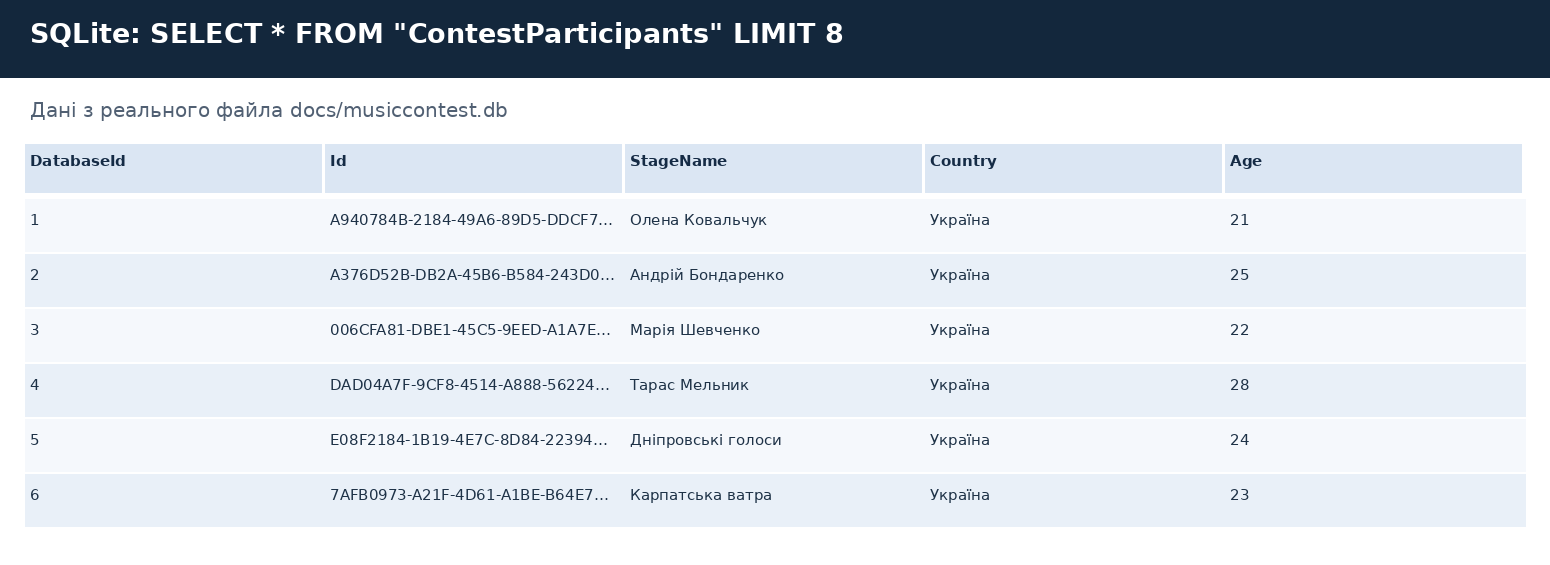 SQLite: SELECT * FROM "ContestParticipants" LIMIT 8
Дані з реального файла docs/musiccontest.db
DatabaseId Id StageName Country Age
1 A940784B-2184-49A6-89D5-DDCF7... Олена Ковальчук Україна 21
2 A376D52B-DB2A-45B6-B584-243D0... Андрій Бондаренко Україна 25
3 006CFA81-DBE1-45C5-9EED-A1A7E... Марія Шевченко Україна 22
4 DAD04A7F-9CF8-4514-A888-56224... Тарас Мельник Україна 28
5 E08F2184-1B19-4E7C-8D84-22394... Дніпровські голоси Україна 24
6 7AFB0973-A21F-4D61-A1BE-B64E7... Карпатська ватра Україна 23